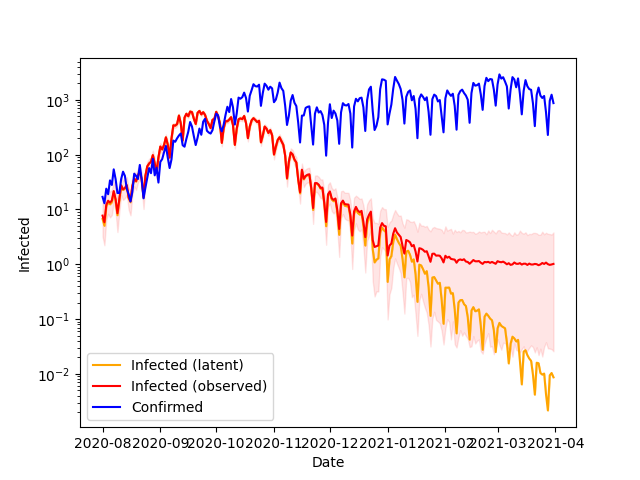 Infected
10³
10²
10¹
10⁰
10⁻¹
10⁻²
Infected (latent)
Infected (observed)
Confirmed
2020-08 2020-09 2020-10 2020-11 2020-12 2021-01 2021-02 2021-03 2021-04
Date